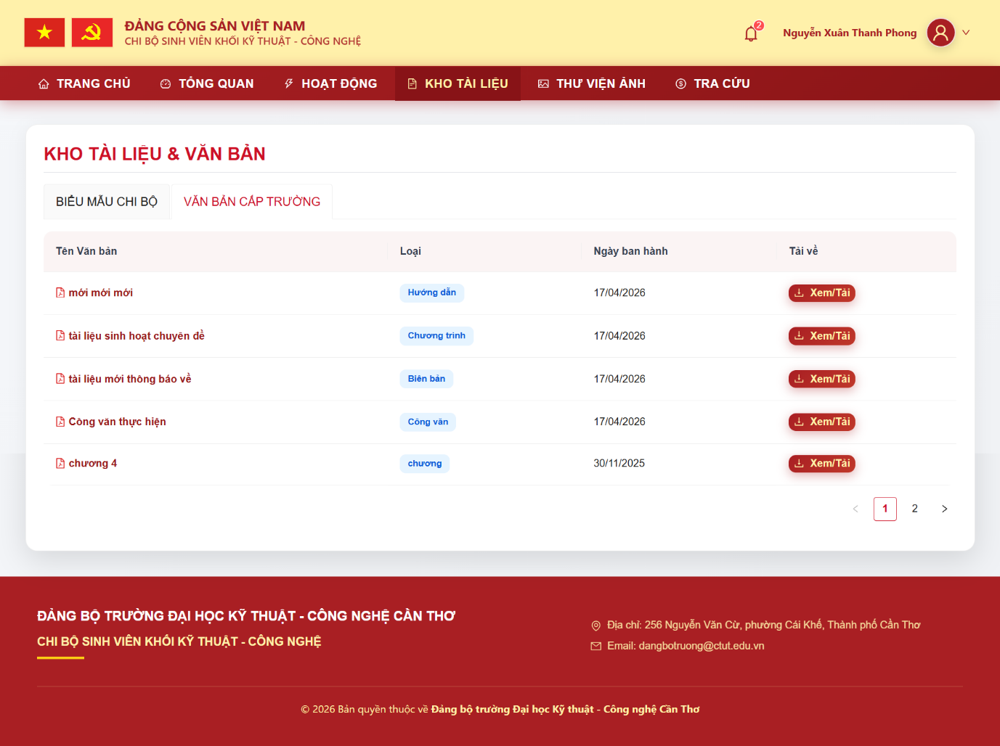 ĐẢNG CỘNG SẢN VIỆT NAM
CHI BỘ SINH VIÊN KHỐI KỸ THUẬT - CÔNG NGHỆ
2
Nguyễn Xuân Thanh Phong
TRANG CHỦ
TỔNG QUAN
HOẠT ĐỘNG
KHO TÀI LIỆU
THƯ VIỆN ẢNH
TRA CỨU
KHO TÀI LIỆU & VĂN BẢN
BIỂU MẪU CHI BỘ
VĂN BẢN CẤP TRƯỜNG
Tên Văn bản Loại Ngày ban hành Tải về
mới mới mới Hướng dẫn 17/04/2026 Xem/Tải
tài liệu sinh hoạt chuyên đề Chương trình 17/04/2026 Xem/Tải
tài liệu mới thông báo về Biên bản 17/04/2026 Xem/Tải
Công văn thực hiện Công văn 17/04/2026 Xem/Tải
chương 4 chương 30/11/2025 Xem/Tải
1 2
ĐẢNG BỘ TRƯỜNG ĐẠI HỌC KỸ THUẬT - CÔNG NGHỆ CẦN THƠ
CHI BỘ SINH VIÊN KHỐI KỸ THUẬT - CÔNG NGHỆ
Địa chỉ: 256 Nguyễn Văn Cừ, phường Cái Khế, Thành phố Cần Thơ
Email: dangbotruong@ctut.edu.vn
© 2026 Bản quyền thuộc về Đảng bộ trường Đại học Kỹ thuật - Công nghệ Cần Thơ